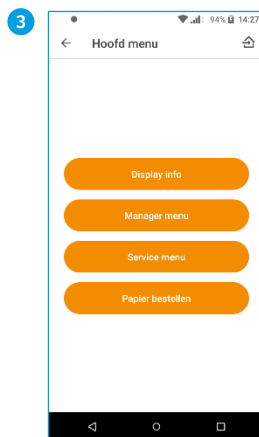 3
94% 14:27
Hoofd menu
Display info
Manager menu
Service menu
Papier bestellen